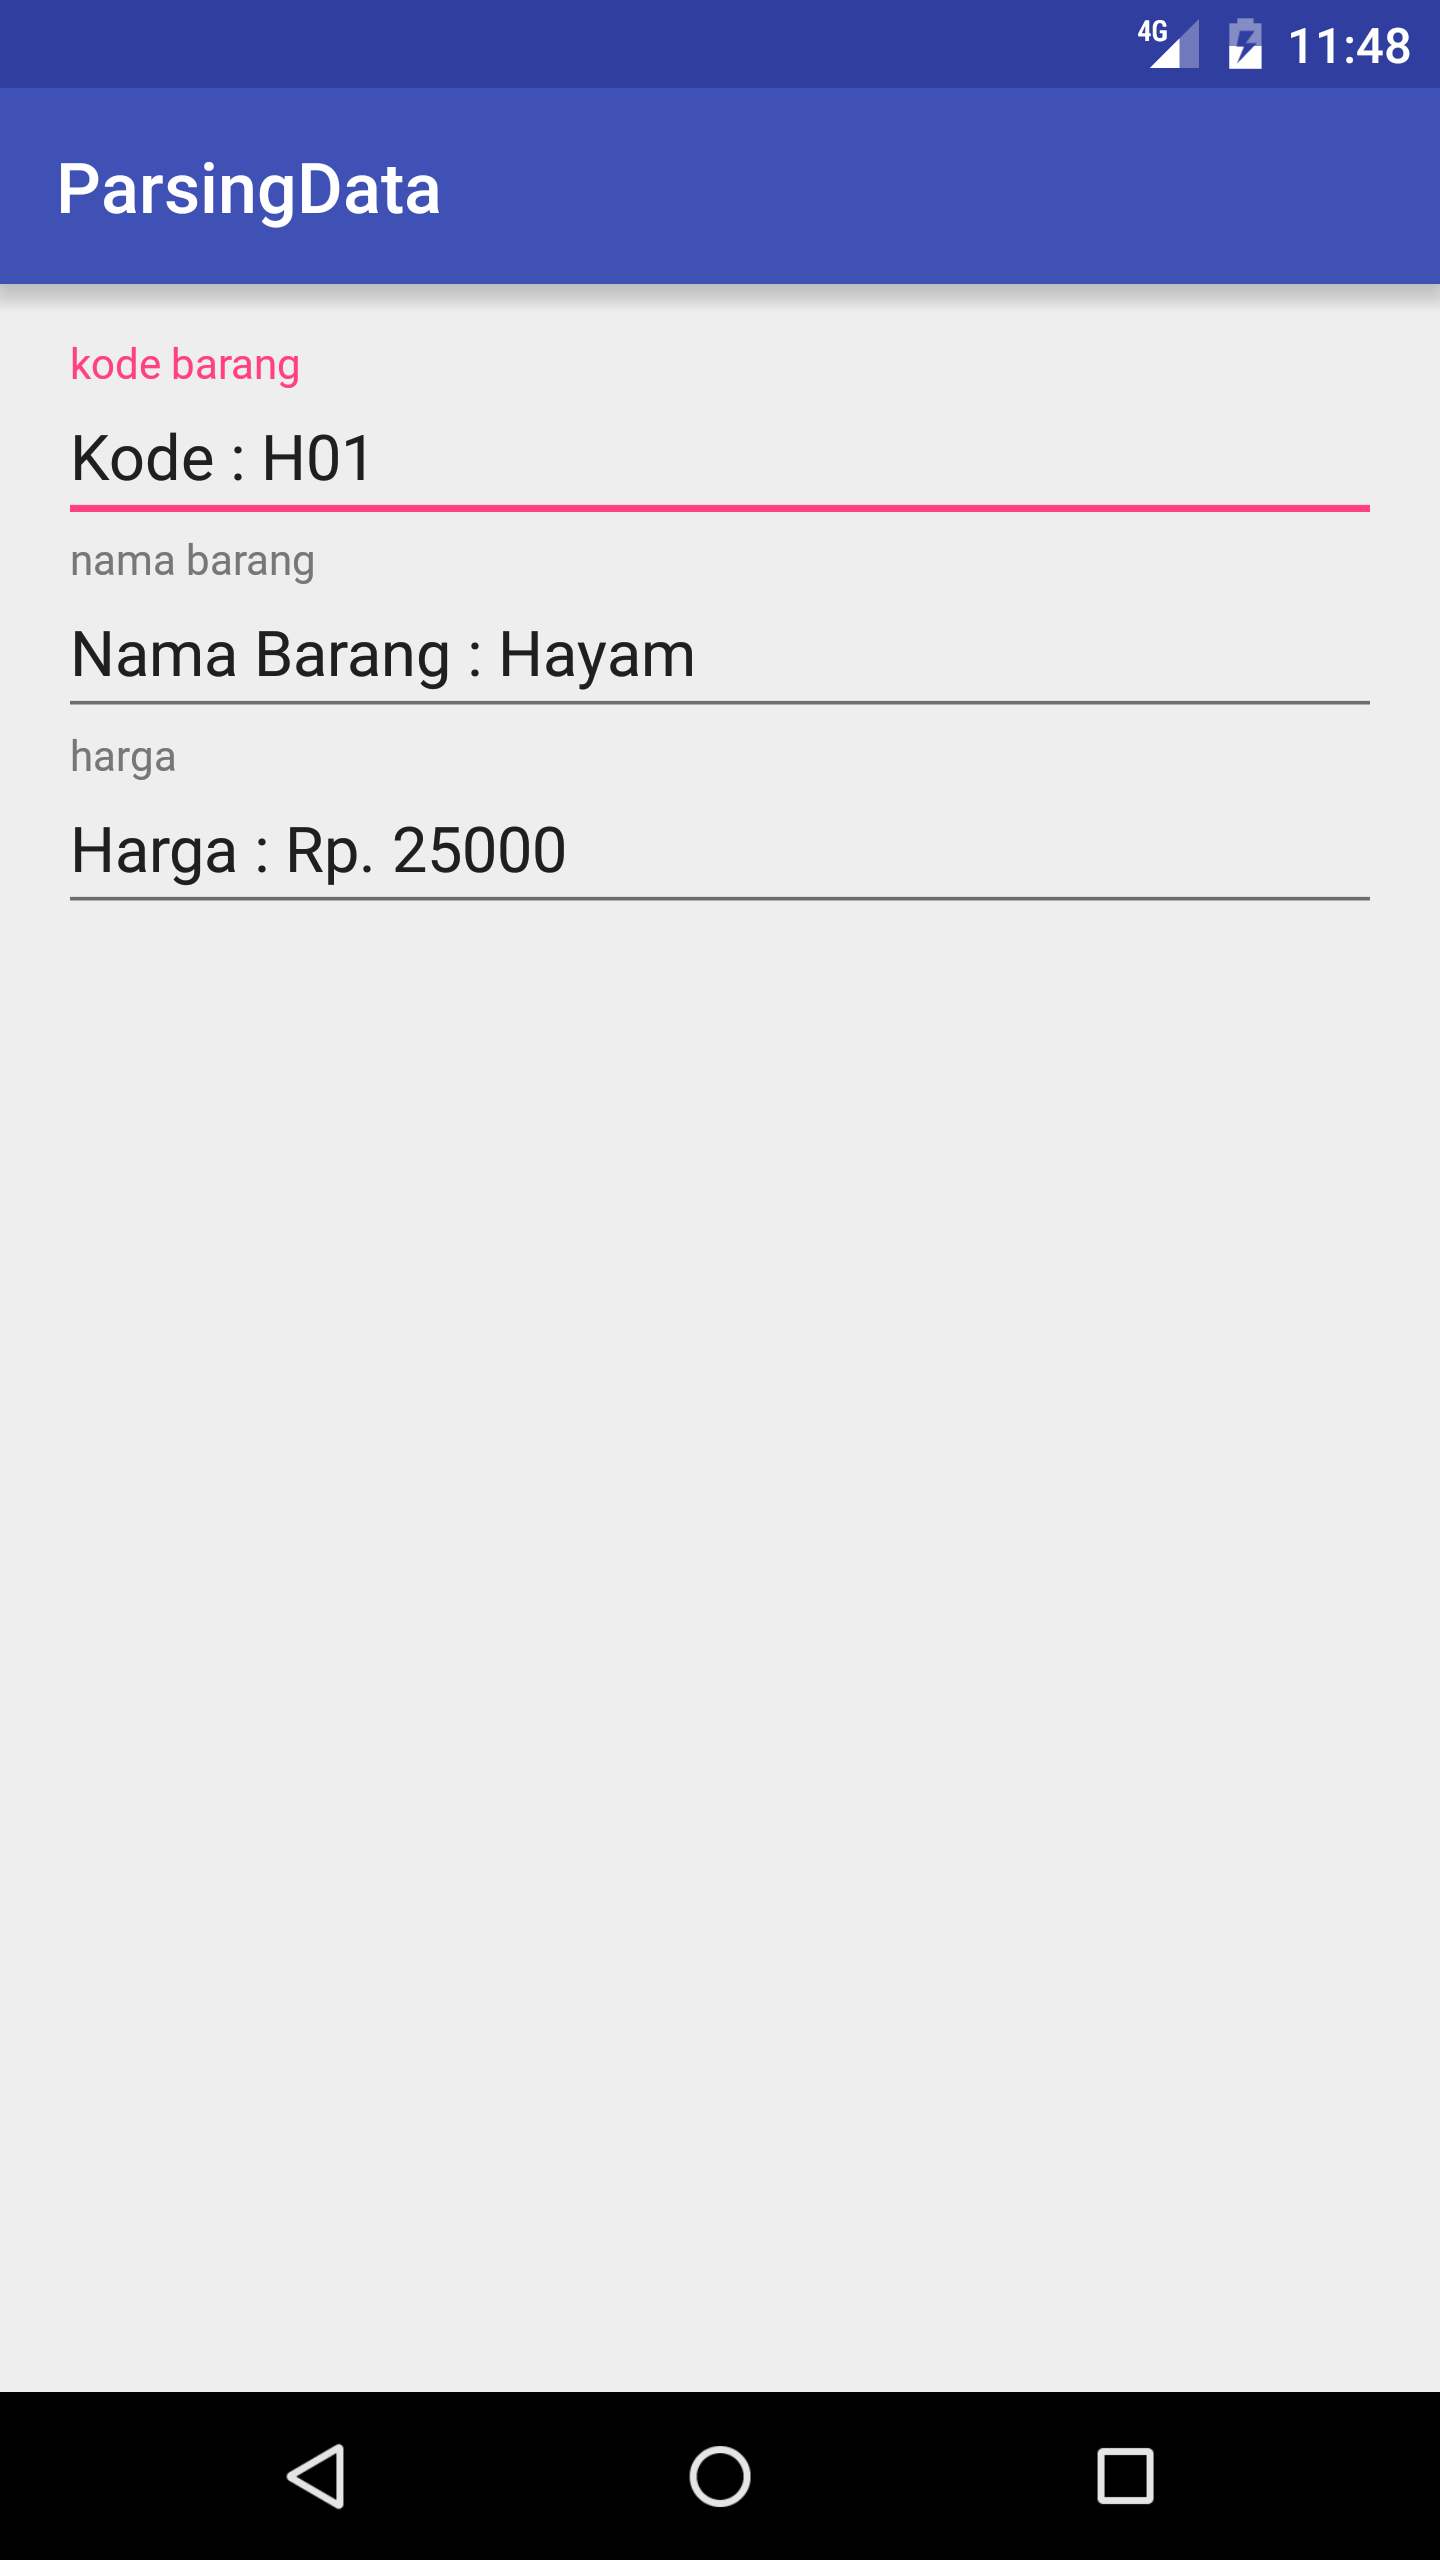 4G 11:48
ParsingData
kode barang
Kode : H01
nama barang
Nama Barang : Hayam
harga
Harga : Rp. 25000